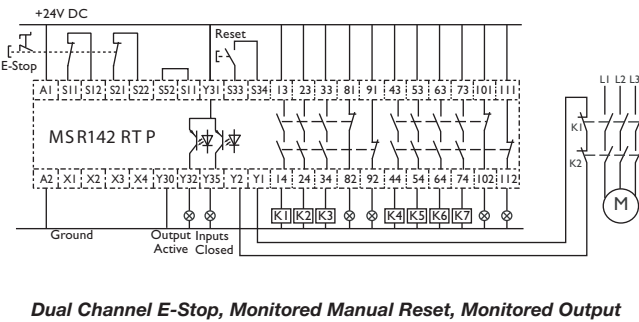 +24V DC
Reset
E-Stop
A1 S11 S12 S21 S22 S52 S11 Y31 S33 S34 13 23 33 81 91 43 53 63 73 101 111
L1 L2 L3
MSR142 RT P
K1
K2
A2 X1 X2 X3 X4 Y30 Y32 Y35 Y2 Y1 14 24 34 82 92 44 54 64 74 102 112
M
K1 K2 K3 K4 K5 K6 K7
Ground
Output Active
Inputs Closed
Dual Channel E-Stop, Monitored Manual Reset, Monitored Output